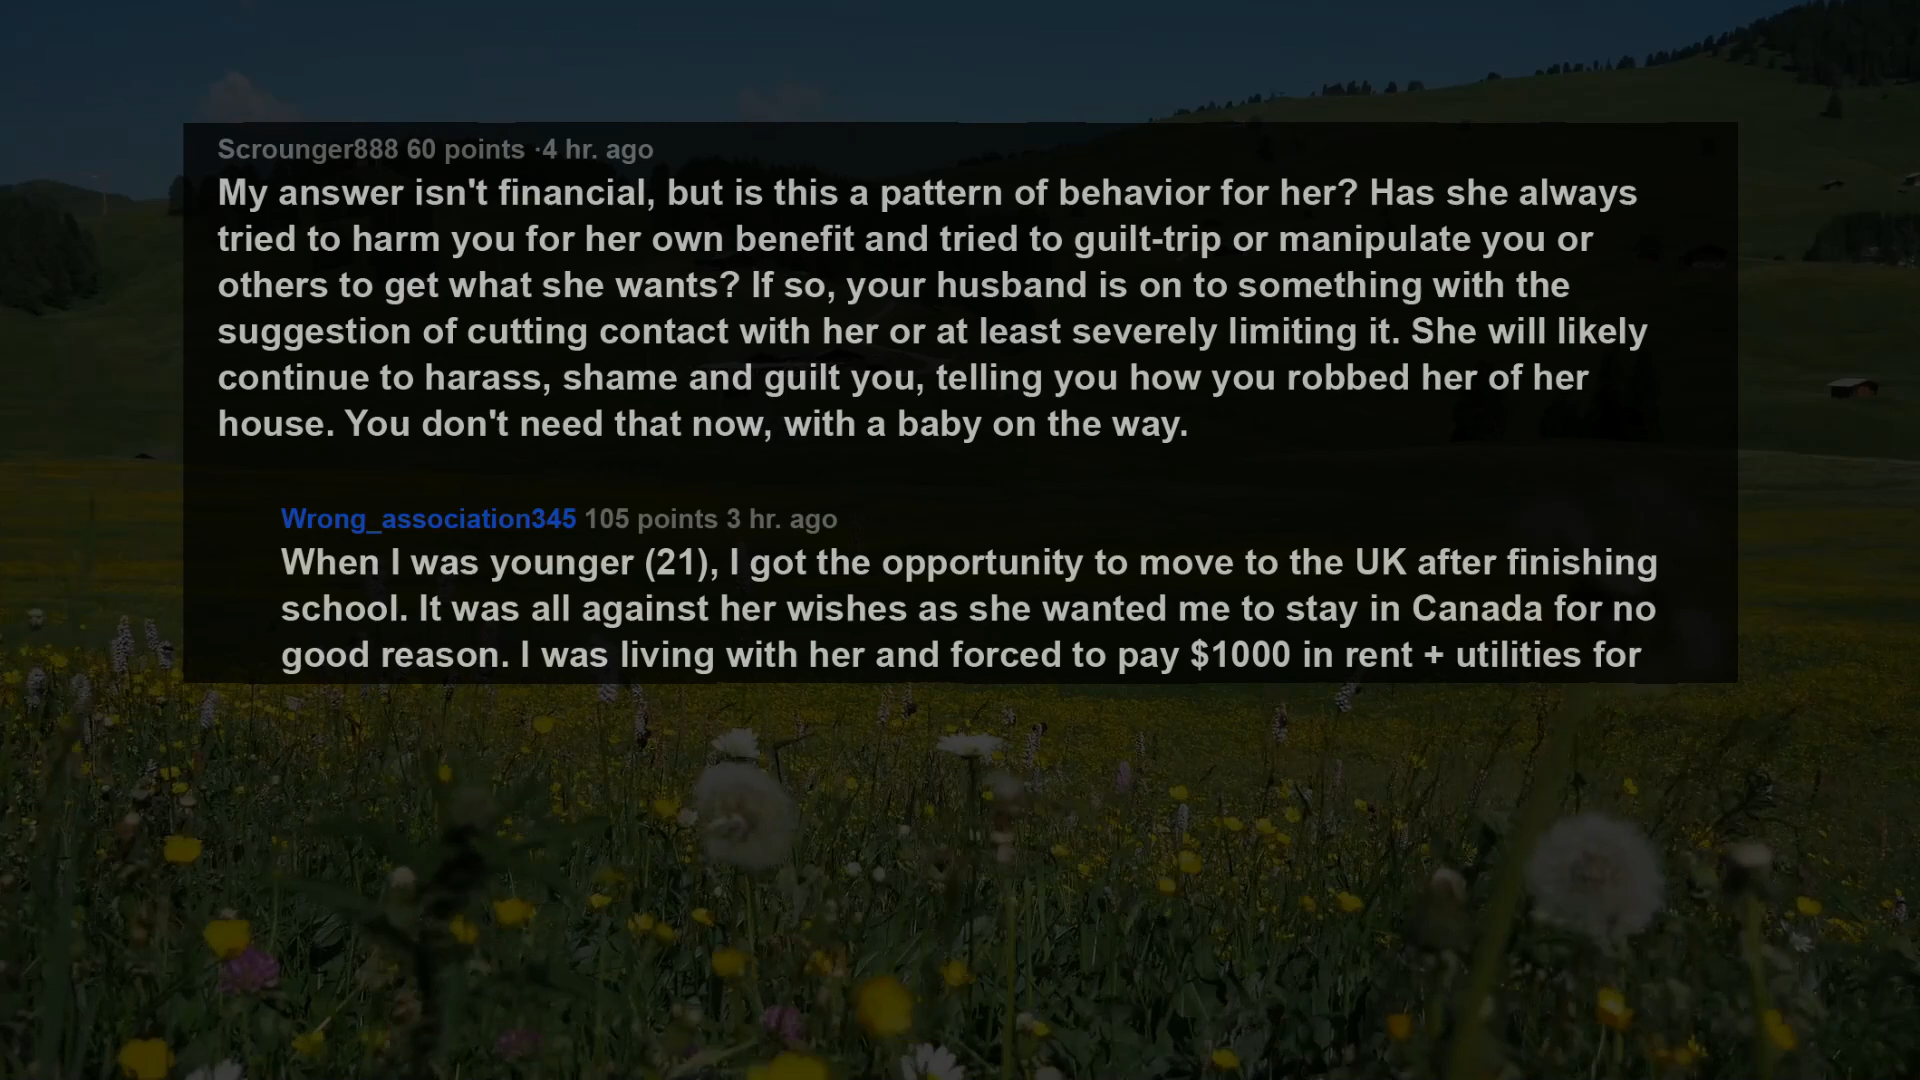 Scrounger888 60 points ·4 hr. ago
My answer isn't financial, but is this a pattern of behavior for her? Has she always
tried to harm you for her own benefit and tried to guilt-trip or manipulate you or
others to get what she wants? If so, your husband is on to something with the
suggestion of cutting contact with her or at least severely limiting it. She will likely
continue to harass, shame and guilt you, telling you how you robbed her of her
house. You don't need that now, with a baby on the way.
Wrong_association345 105 points 3 hr. ago
When I was younger (21), I got the opportunity to move to the UK after finishing
school. It was all against her wishes as she wanted me to stay in Canada for no
good reason. I was living with her and forced to pay $1000 in rent + utilities for